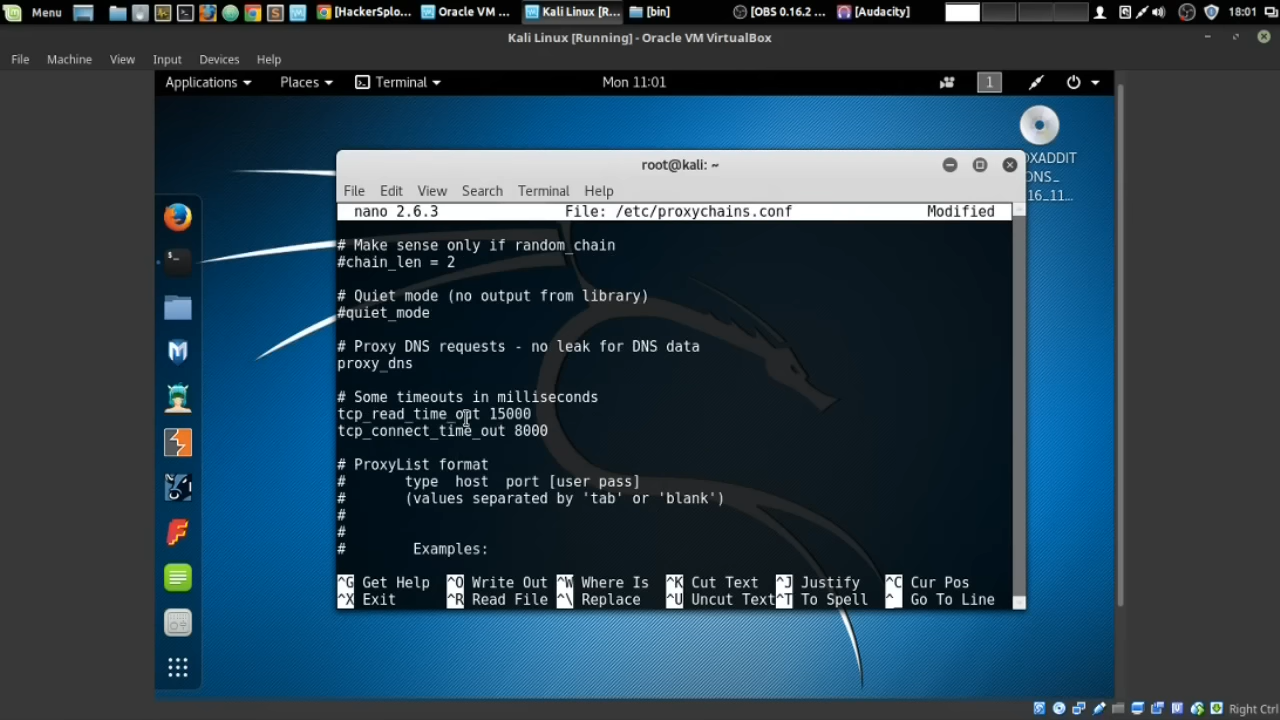 Menu
[HackerSplo...
Oracle VM ...
Kali Linux [R...
[bin]
[OBS 0.16.2 ...
[Audacity]
18:01
Kali Linux [Running] - Oracle VM VirtualBox
File Machine View Input Devices Help
Applications Places Terminal Mon 11:01 1
OXADDIT
ONS_
16_11...
root@kali: ~
File Edit View Search Terminal Help
nano 2.6.3 File: /etc/proxychains.conf Modified
# Make sense only if random_chain
#chain_len = 2
# Quiet mode (no output from library)
#quiet_mode
# Proxy DNS requests - no leak for DNS data
proxy_dns
# Some timeouts in milliseconds
tcp_read_time_out 15000
tcp_connect_time_out 8000
# ProxyList format
# type host port [user pass]
# (values separated by 'tab' or 'blank')
#
#
# Examples:
^G Get Help ^O Write Out ^W Where Is ^K Cut Text ^J Justify ^C Cur Pos
^X Exit ^R Read File ^\ Replace ^U Uncut Text ^T To Spell ^_ Go To Line
Right Ctrl